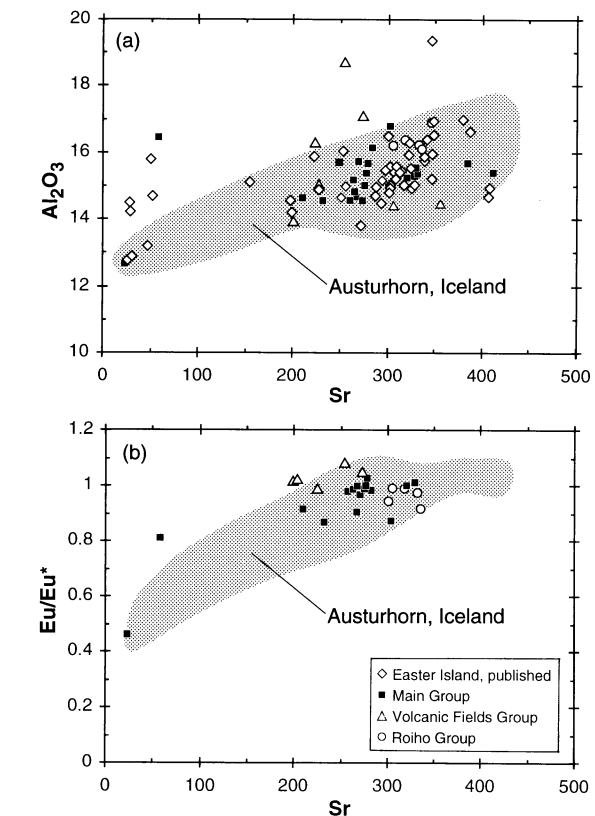 (a)
20
18
16
14
12
10
Al2O3
Austurhorn, Iceland
0 100 200 300 400 500
Sr
(b)
1.2
1
0.8
0.6
0.4
0.2
0
Eu/Eu*
Austurhorn, Iceland
Easter Island, published
Main Group
Volcanic Fields Group
Roiho Group
0 100 200 300 400 500
Sr